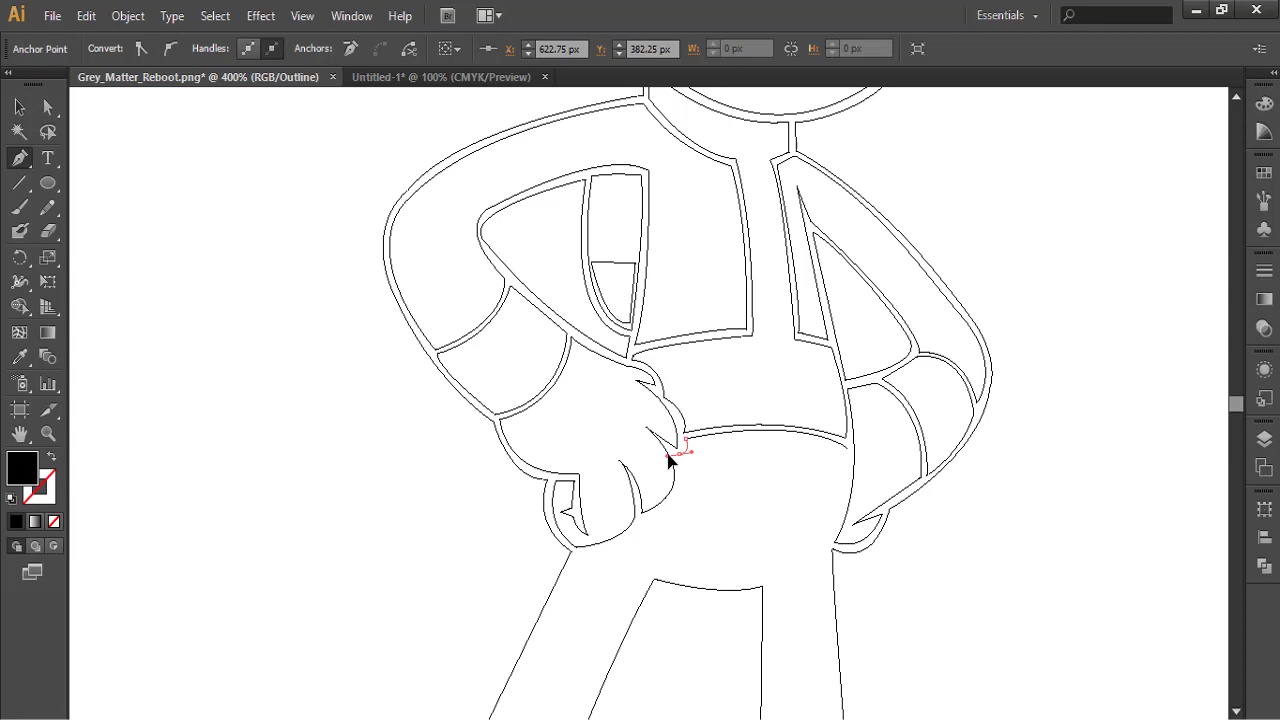 Ai File Edit Object Type Select Effect View Window Help Br Essentials
Anchor Point Convert: Handles: Anchors: X: 622.75 px Y: 382.25 px W: 0 px H: 0 px
Grey_Matter_Reboot.png* @ 400% (RGB/Outline) × Untitled-1* @ 100% (CMYK/Preview) ×
T